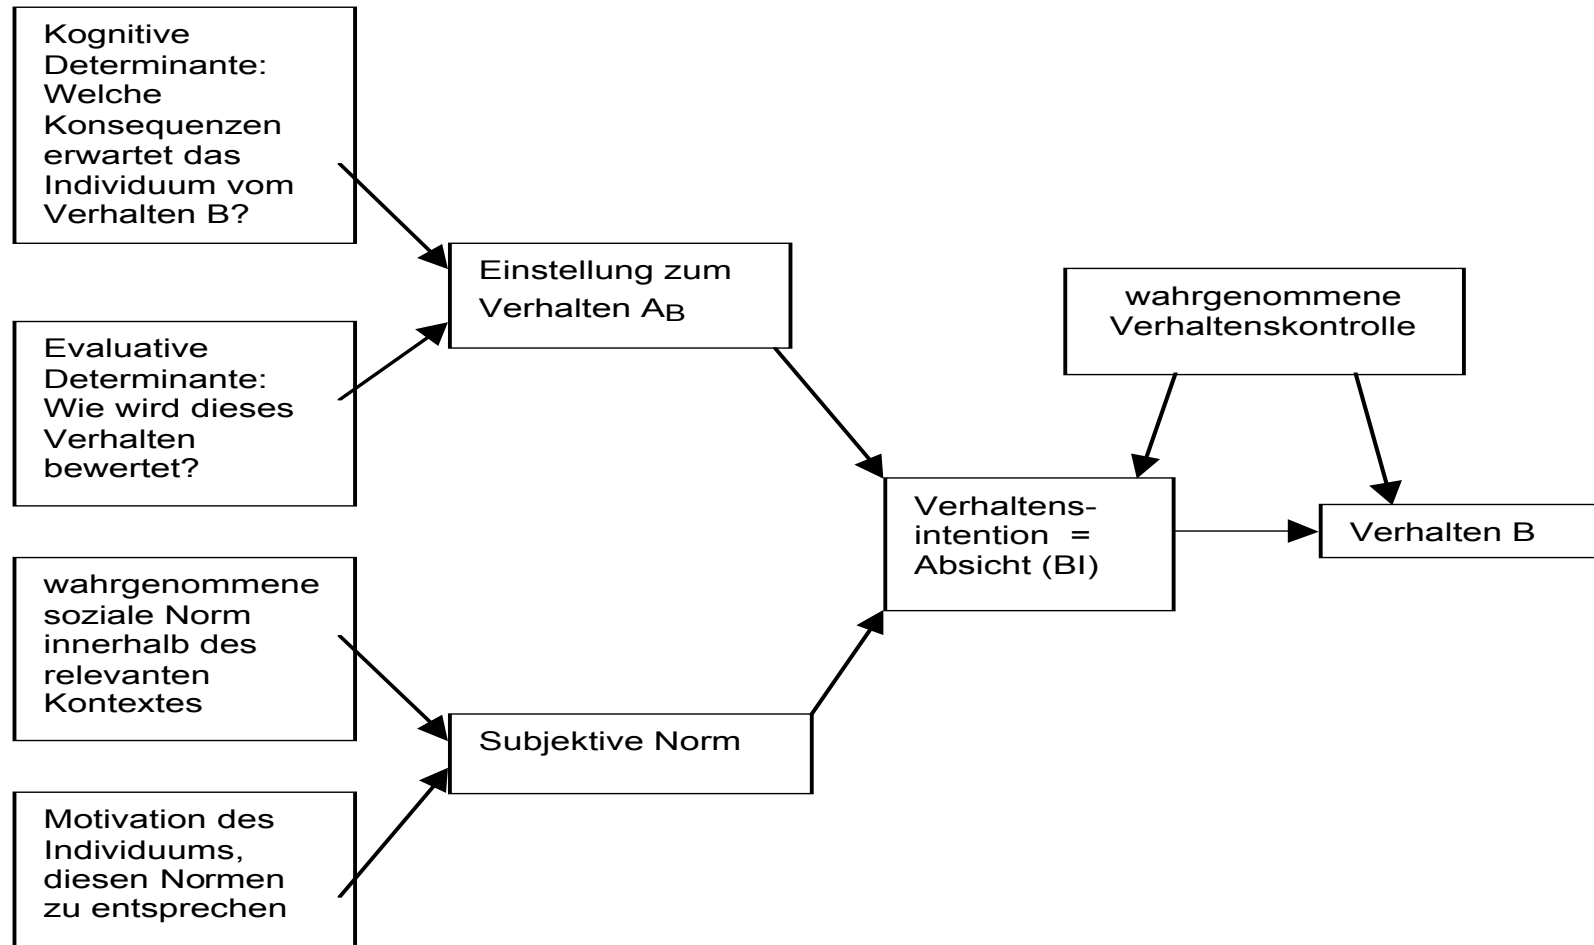 Kognitive
Determinante:
Welche
Konsequenzen
erwartet das
Individuum vom
Verhalten B?
Evaluative
Determinante:
Wie wird dieses
Verhalten
bewertet?
wahrgenommene
soziale Norm
innerhalb des
relevanten
Kontextes
Motivation des
Individuums,
diesen Normen
zu entsprechen
Einstellung zum
Verhalten AB
Subjektive Norm
wahrgenommene
Verhaltenskontrolle
Verhaltens-
intention =
Absicht (BI)
Verhalten B